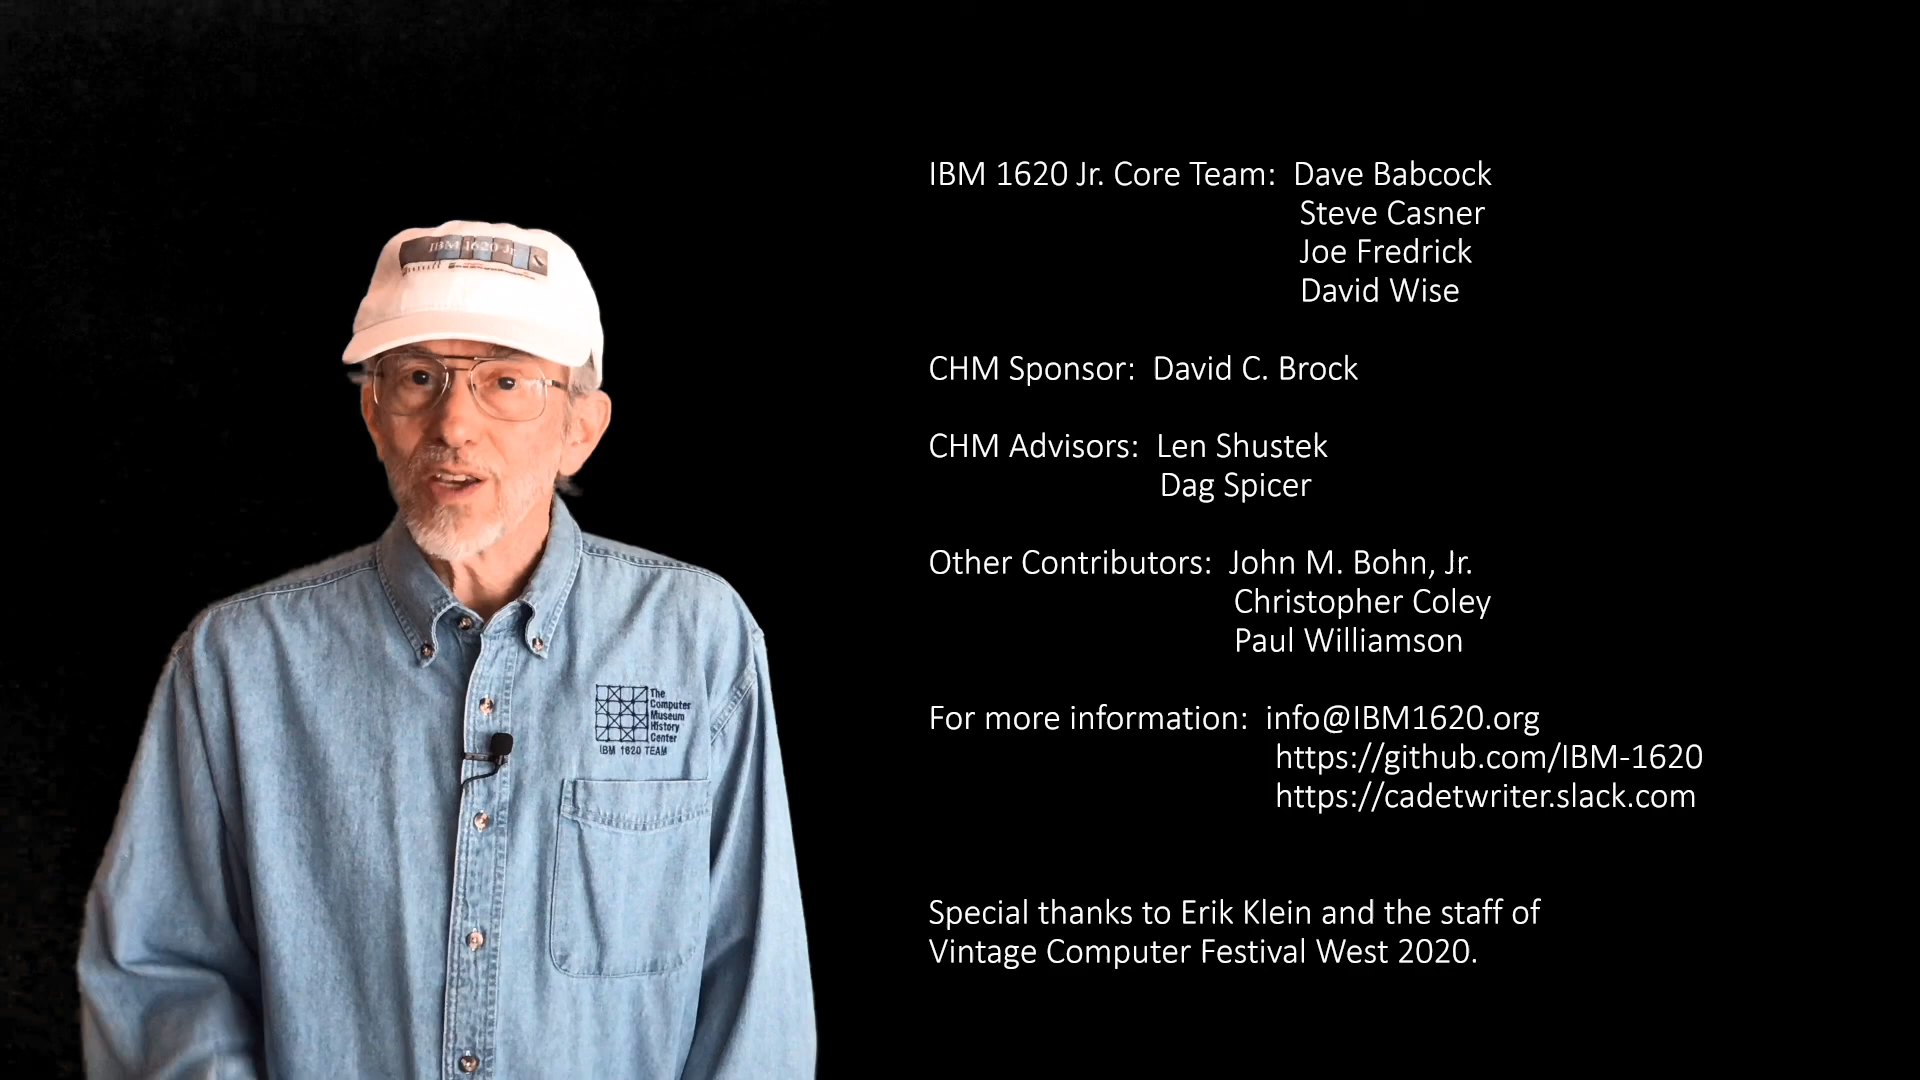 IBM 1620 Jr.
The
Computer
Museum
History
Center
IBM 1620 TEAM
IBM 1620 Jr. Core Team: Dave Babcock
Steve Casner
Joe Fredrick
David Wise
CHM Sponsor: David C. Brock
CHM Advisors: Len Shustek
Dag Spicer
Other Contributors: John M. Bohn, Jr.
Christopher Coley
Paul Williamson
For more information: info@IBM1620.org
https://github.com/IBM-1620
https://cadetwriter.slack.com
Special thanks to Erik Klein and the staff of
Vintage Computer Festival West 2020.